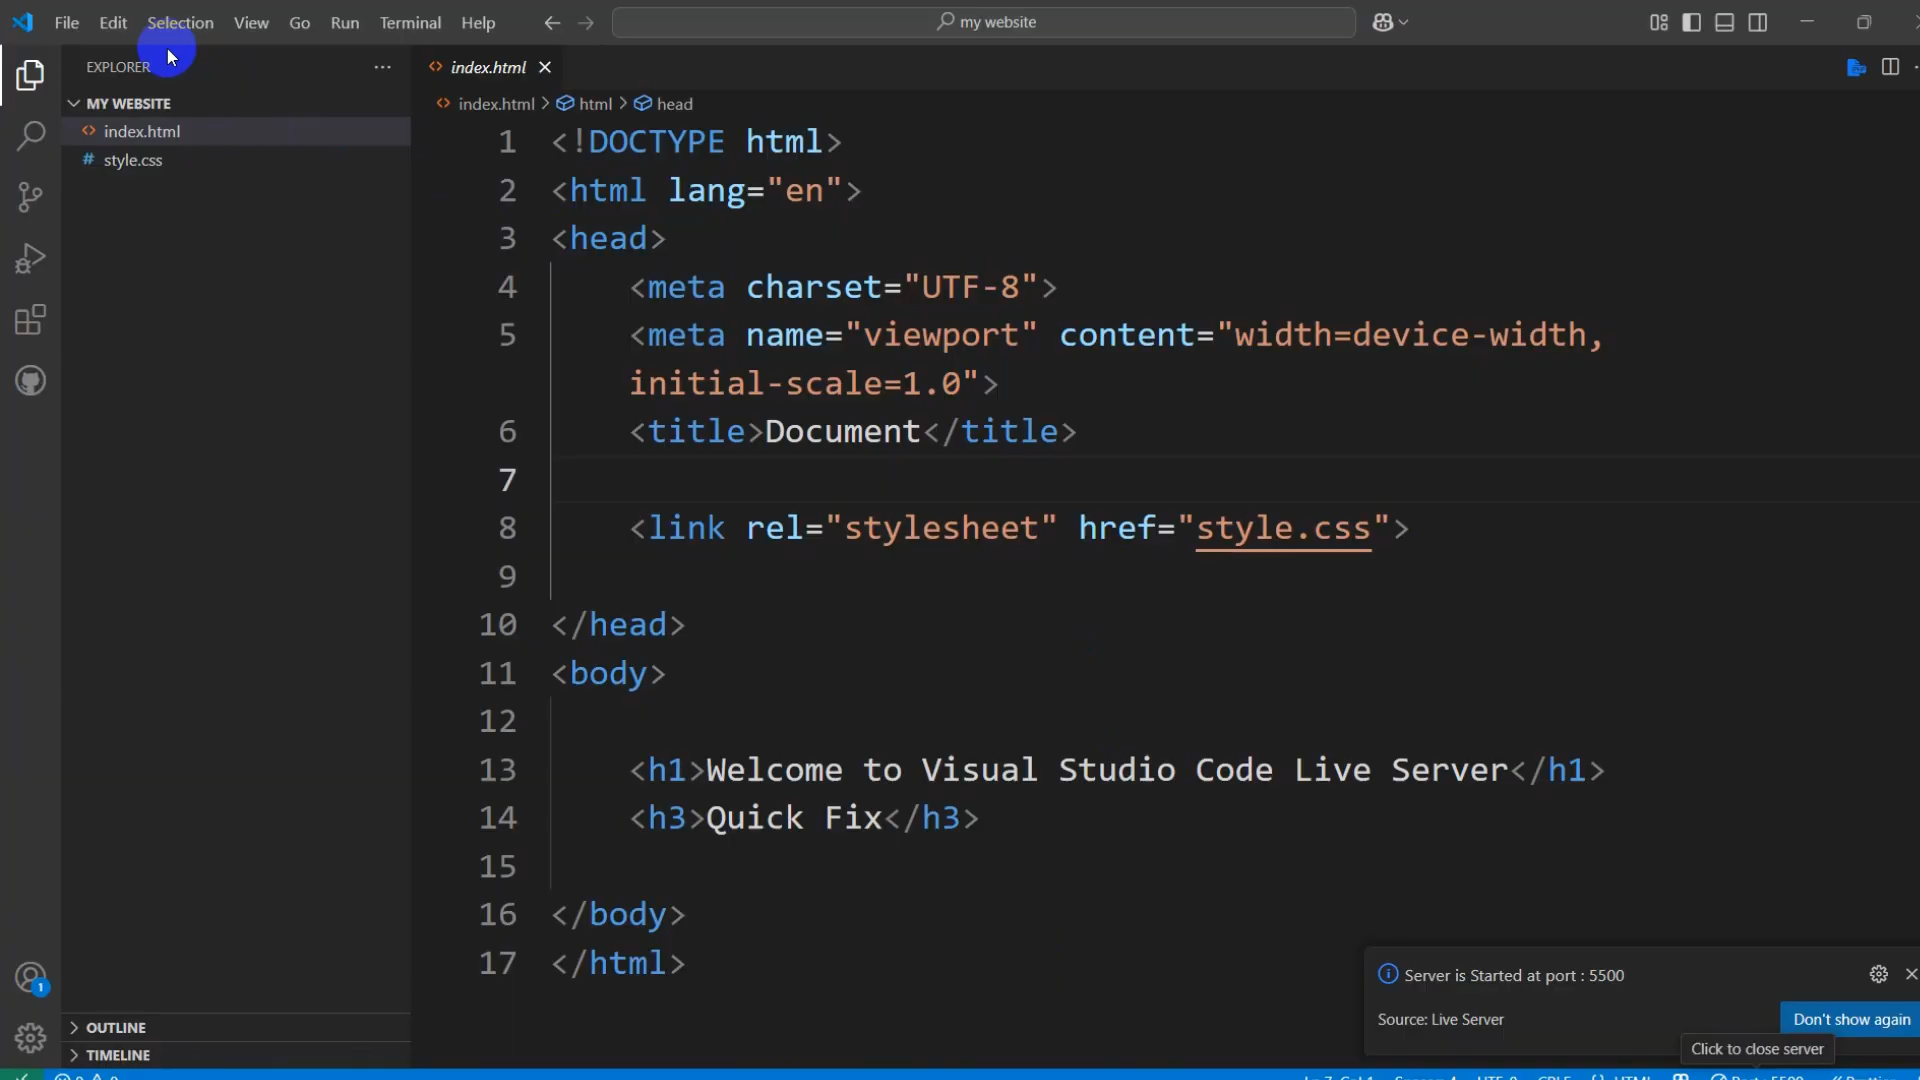 File Edit Selection View Go Run Terminal Help
my website
EXPLORER
MY WEBSITE
index.html
# style.css
index.html
index.html > html > head
1 <!DOCTYPE html>
2 <html lang="en">
3 <head>
4 <meta charset="UTF-8">
5 <meta name="viewport" content="width=device-width,
initial-scale=1.0">
6 <title>Document</title>
7
8 <link rel="stylesheet" href="style.css">
9
10 </head>
11 <body>
12
13 <h1>Welcome to Visual Studio Code Live Server</h1>
14 <h3>Quick Fix</h3>
15
16 </body>
17 </html>
Server is Started at port : 5500
Source: Live Server
Don't show again
Click to close server
1
OUTLINE
TIMELINE